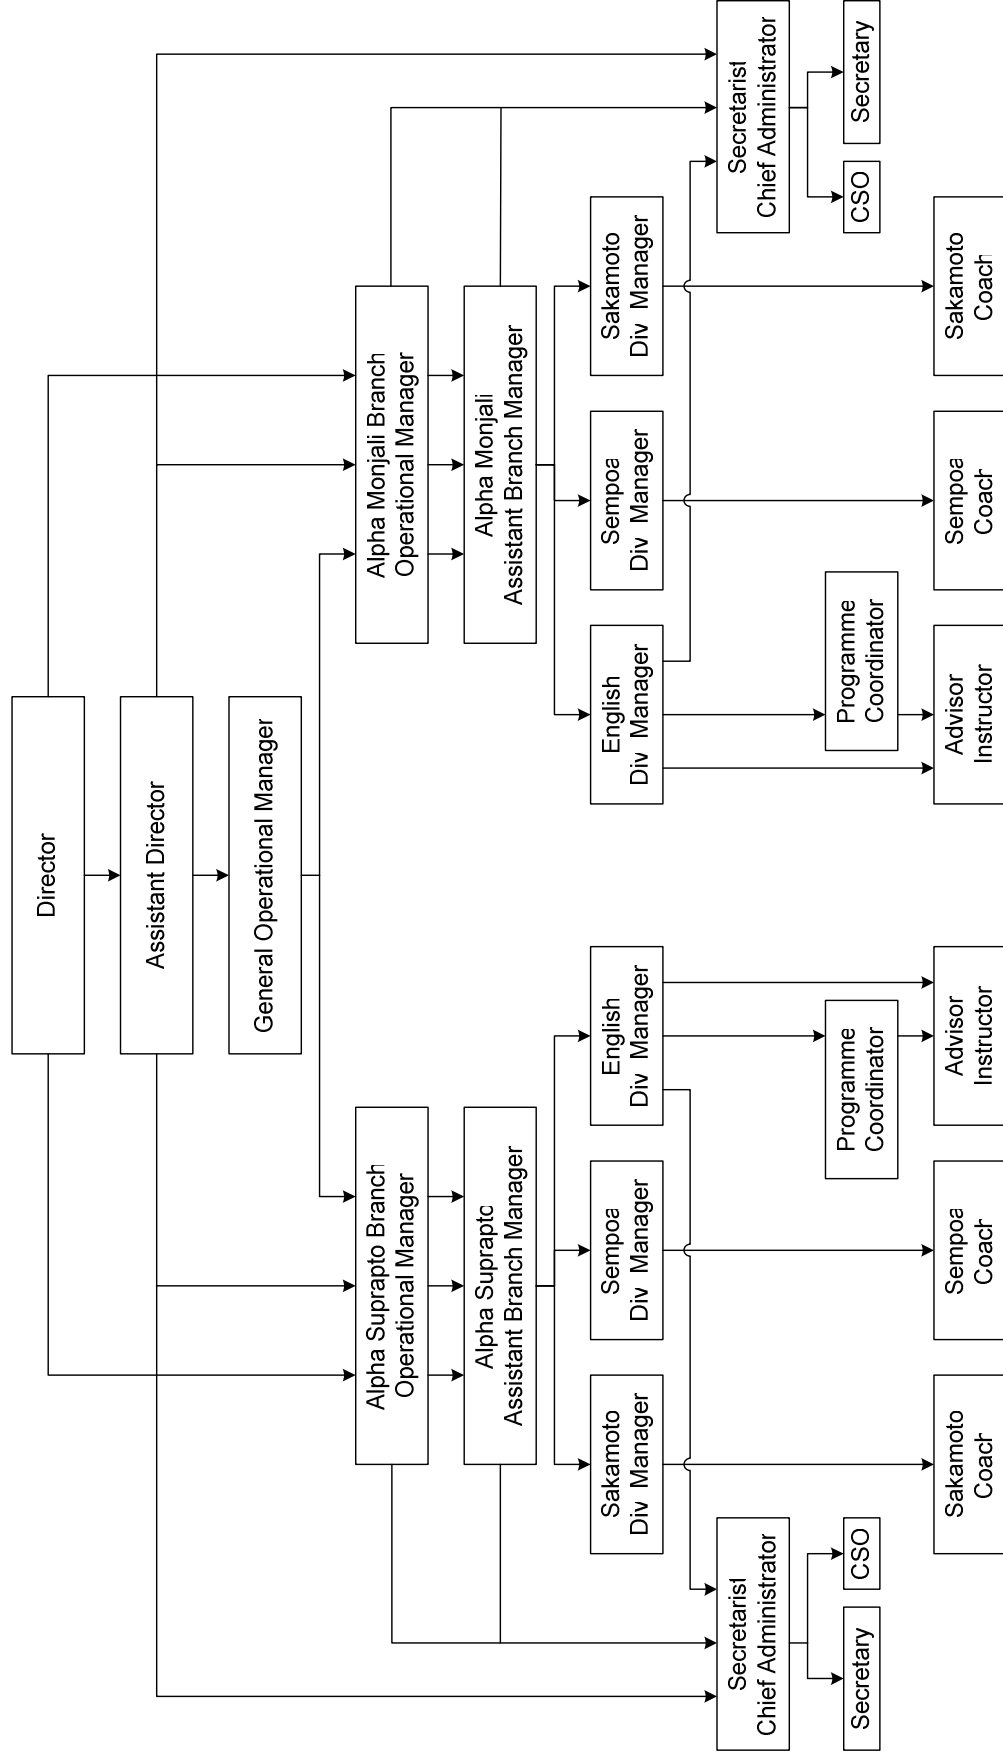 Director
Assistant Director
General Operational Manager
Alpha Suprapto Branch
Operational Manager
Alpha Monjali Branch
Operational Manager
Alpha Suprapto
Assistant Branch Manager
Alpha Monjali
Assistant Branch Manager
Sakamoto
Div Manager
Sempoa
Div Manager
English
Div Manager
English
Div Manager
Sempoa
Div Manager
Sakamoto
Div Manager
Secretarist
Chief Administrator
Secretarist
Chief Administrator
Secretary
CSO
Programme
Coordinator
Programme
Coordinator
CSO
Secretary
Sakamoto
Coach
Sempoa
Coach
Advisor
Instructor
Advisor
Instructor
Sempoa
Coach
Sakamoto
Coach